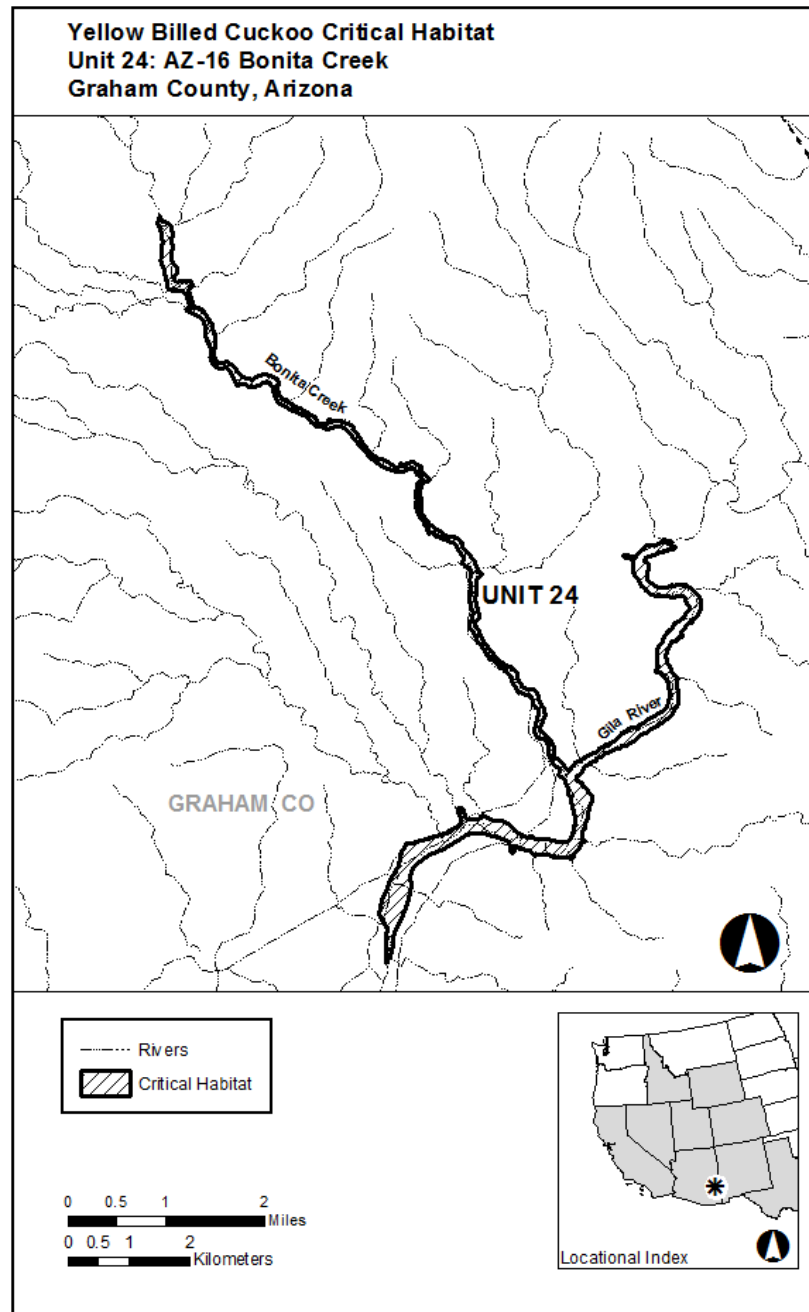 Yellow Billed Cuckoo Critical Habitat
Unit 24: AZ-16 Bonita Creek
Graham County, Arizona
Bonita Creek
UNIT 24
Gila River
GRAHAM CO
Rivers
Critical Habitat
0 0.5 1 2
Miles
0 0.5 1 2
Kilometers
Locational Index